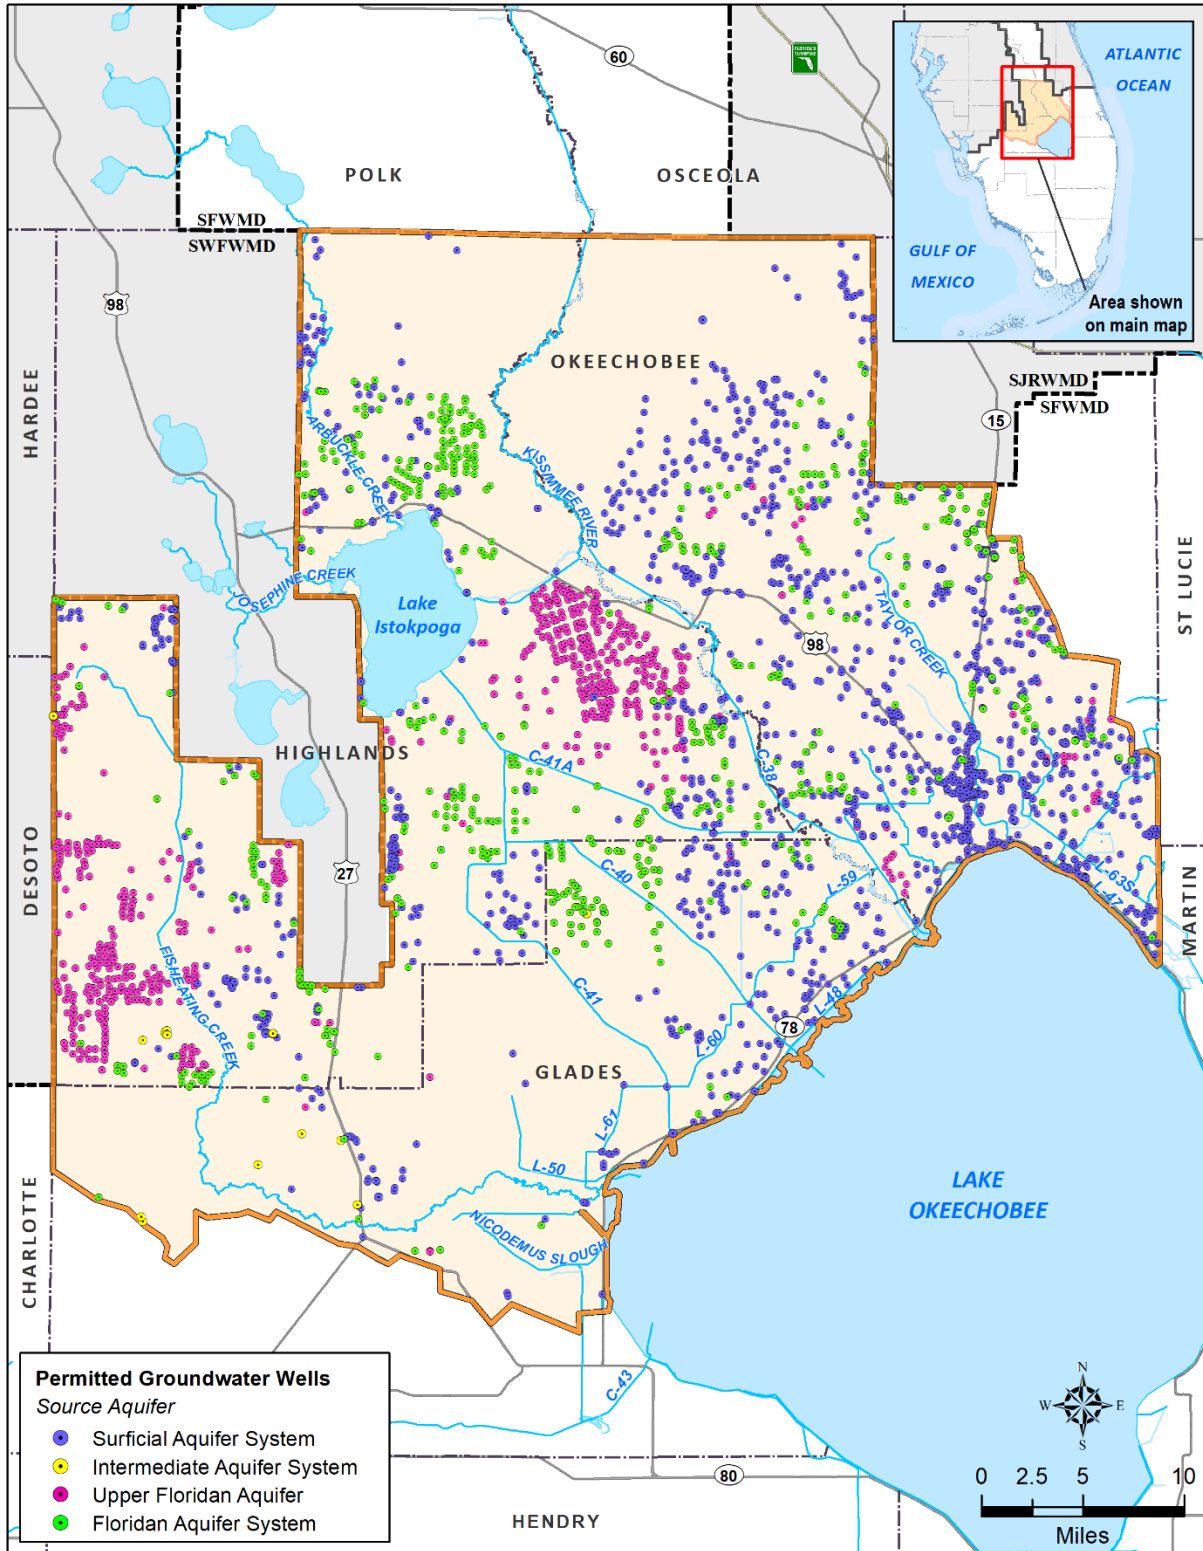 60
FLORIDA'S
TURNPIKE
ATLANTIC
OCEAN
GULF OF
MEXICO
Area shown
on main map
POLK
OSCEOLA
SFWMD
SWFWMD
98
HARDEE
OKEECHOBEE
SJRWMD
SFWMD
15
ARBUCKLE CREEK
KISSIMMEE RIVER
ST LUCIE
JOSEPHINE CREEK
Lake
Istokpoga
TAYLOR CREEK
98
HIGHLANDS
C-41A
C-38
DESOTO
27
C-40
L-59
L-63S
L-47
MARTIN
FISHEATING CREEK
C-41
L-48
78
L-60
GLADES
L-61
L-50
LAKE
OKEECHOBEE
NICODEMUS SLOUGH
CHARLOTTE
C-43
Permitted Groundwater Wells
Source Aquifer
Surficial Aquifer System
Intermediate Aquifer System
Upper Floridan Aquifer
Floridan Aquifer System
80
HENDRY
N
W
E
S
0 2.5 5 10
Miles